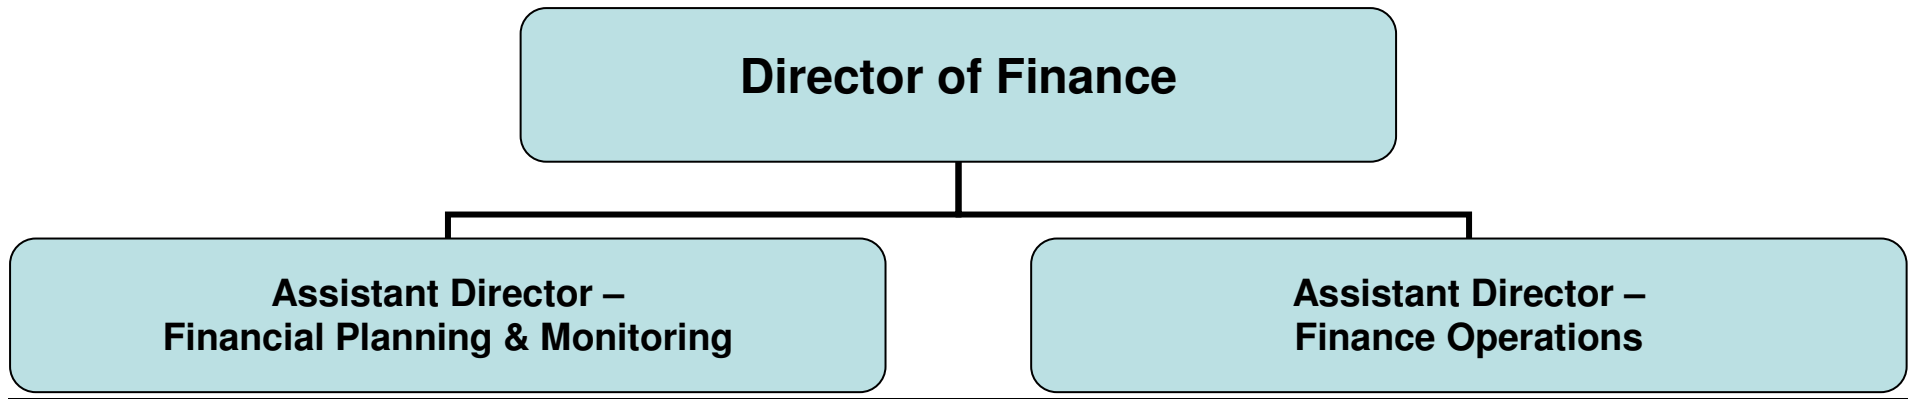 Director of Finance
Assistant Director –
Financial Planning & Monitoring
Assistant Director –
Finance Operations